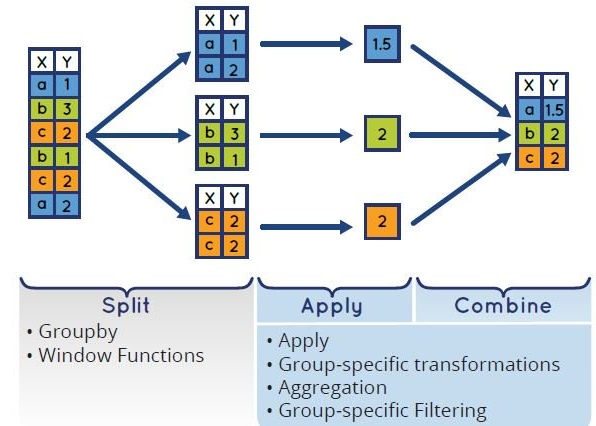 X Y
a 1
b 3
c 2
b 1
c 2
a 2
X Y
a 1
a 2
X Y
b 3
b 1
X Y
c 2
c 2
1.5
2
2
X Y
a 1.5
b 2
c 2
Split
• Groupby
• Window Functions
Apply
Combine
• Apply
• Group-specific transformations
• Aggregation
• Group-specific Filtering